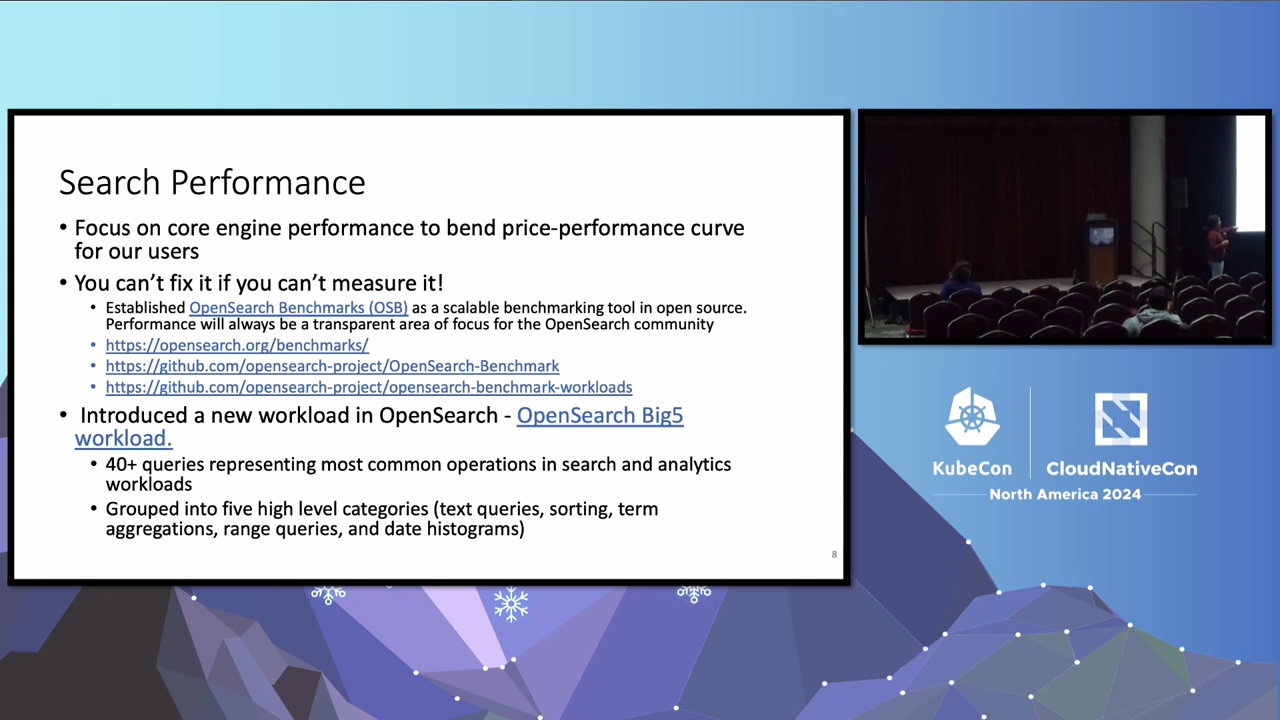 Search Performance
• Focus on core engine performance to bend price-performance curve
for our users
• You can’t fix it if you can’t measure it!
• Established OpenSearch Benchmarks (OSB) as a scalable benchmarking tool in open source.
Performance will always be a transparent area of focus for the OpenSearch community
• https://opensearch.org/benchmarks/
• https://github.com/opensearch-project/OpenSearch-Benchmark
• https://github.com/opensearch-project/opensearch-benchmark-workloads
• Introduced a new workload in OpenSearch - OpenSearch Big5
workload.
• 40+ queries representing most common operations in search and analytics
workloads
• Grouped into five high level categories (text queries, sorting, term
aggregations, range queries, and date histograms)
8
KubeCon
CloudNativeCon
North America 2024